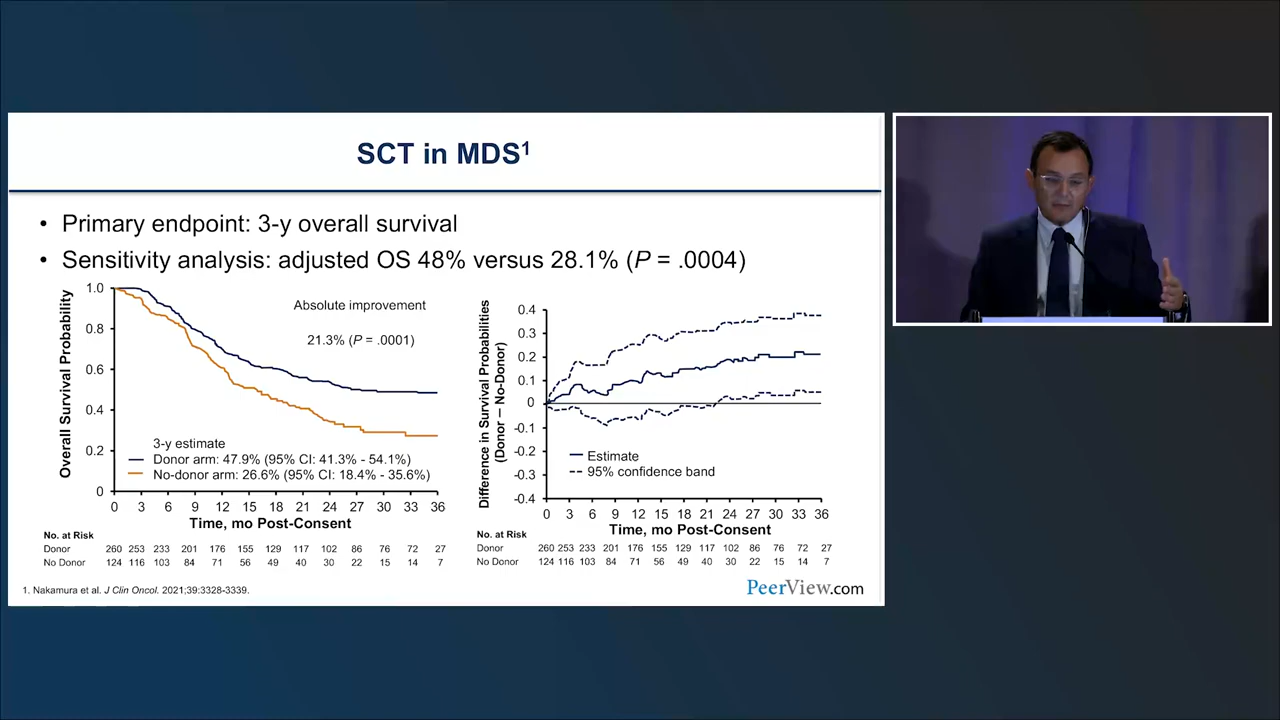 SCT in MDS1
• Primary endpoint: 3-y overall survival
• Sensitivity analysis: adjusted OS 48% versus 28.1% (P = .0004)
Overall Survival Probability
1.0
0.8
0.6
0.4
0.2
0
Absolute improvement
21.3% (P = .0001)
3-y estimate
Donor arm: 47.9% (95% CI: 41.3% - 54.1%)
No-donor arm: 26.6% (95% CI: 18.4% - 35.6%)
0 3 6 9 12 15 18 21 24 27 30 33 36
Time, mo Post-Consent
No. at Risk
Donor 260 253 233 201 176 155 129 117 102 86 76 72 27
No Donor 124 116 103 84 71 56 49 40 30 22 15 14 7
Difference in Survival Probabilities
(Donor – No-Donor)
0.4
0.3
0.2
0.1
0
-0.1
-0.2
-0.3
-0.4
Estimate
95% confidence band
0 3 6 9 12 15 18 21 24 27 30 33 36
Time, mo Post-Consent
No. at Risk
Donor 260 253 233 201 176 155 129 117 102 86 76 72 27
No Donor 124 116 103 84 71 56 49 40 30 22 15 14 7
1. Nakamura et al. J Clin Oncol. 2021;39:3328-3339.
PeerView.com